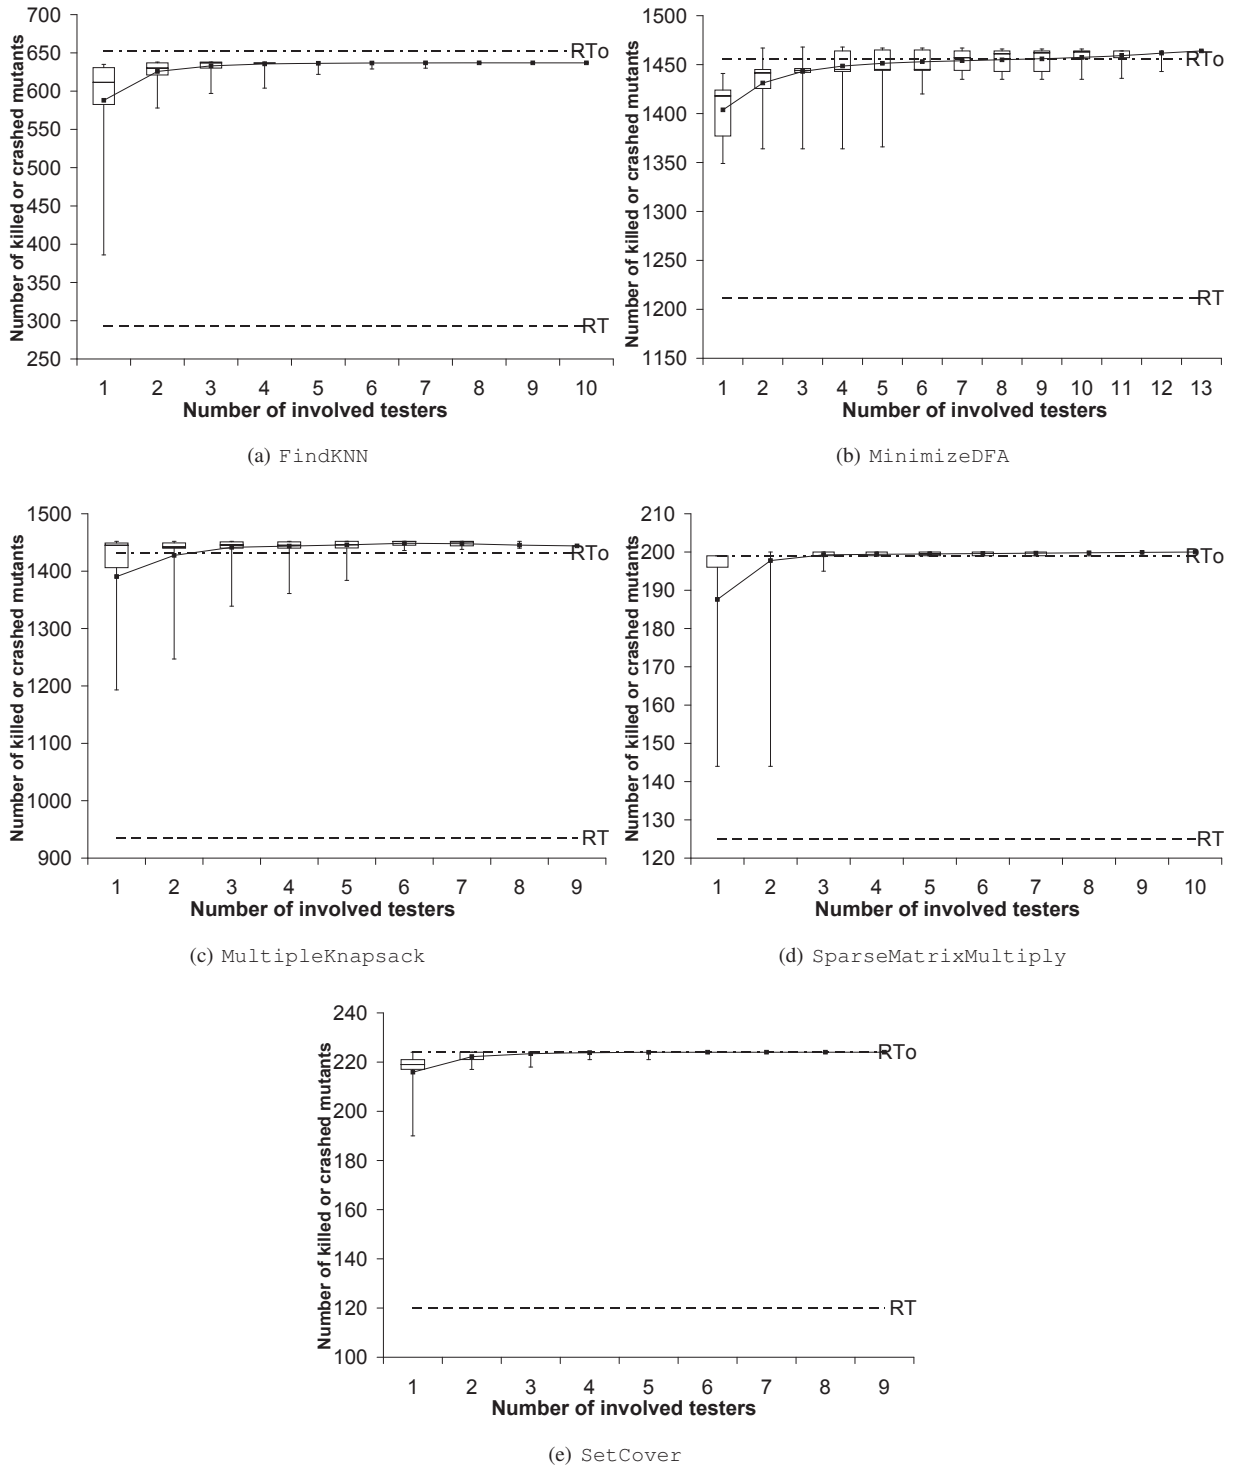 700
650
600
550
500
450
400
350
300
250
Number of killed or crashed mutants
RTo
RT
1 2 3 4 5 6 7 8 9 10
Number of involved testers
(a) FindKNN
1500
1450
1400
1350
1300
1250
1200
1150
Number of killed or crashed mutants
RTo
RT
1 2 3 4 5 6 7 8 9 10 11 12 13
Number of involved testers
(b) MinimizeDFA
1500
1400
1300
1200
1100
1000
900
Number of killed or crashed mutants
RTo
RT
1 2 3 4 5 6 7 8 9
Number of involved testers
(c) MultipleKnapsack
210
200
190
180
170
160
150
140
130
120
Number of killed or crashed mutants
RTo
RT
1 2 3 4 5 6 7 8 9 10
Number of involved testers
(d) SparseMatrixMultiply
240
220
200
180
160
140
120
100
Number of killed or crashed mutants
RTo
RT
1 2 3 4 5 6 7 8 9
Number of involved testers
(e) SetCover